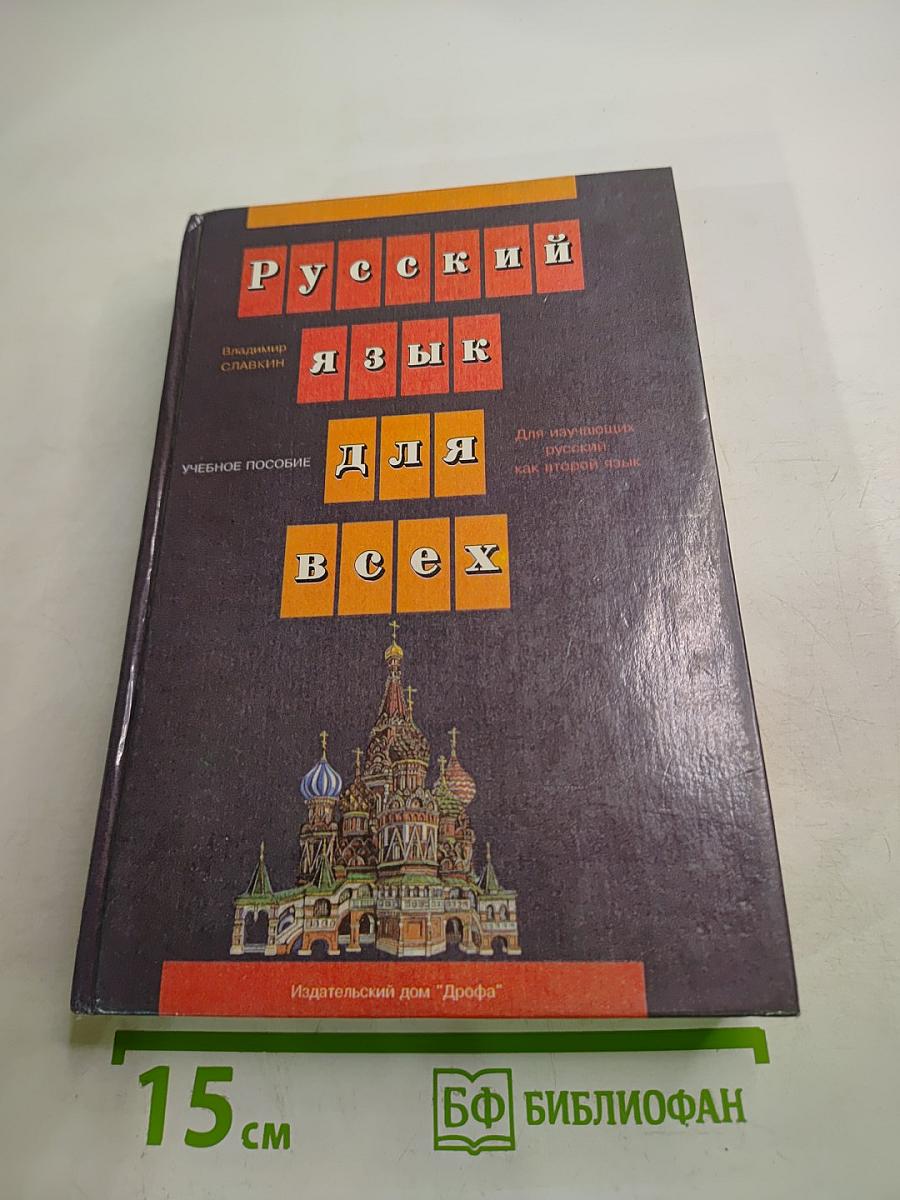 Русский
Владимир
СЛАВКИН
язык
УЧЕБНОЕ ПОСОБИЕ
для
Для изучающих
русский
как второй язык
всех
Издательский дом "Дрофа"
15 см
БФ БИБЛИОФАН